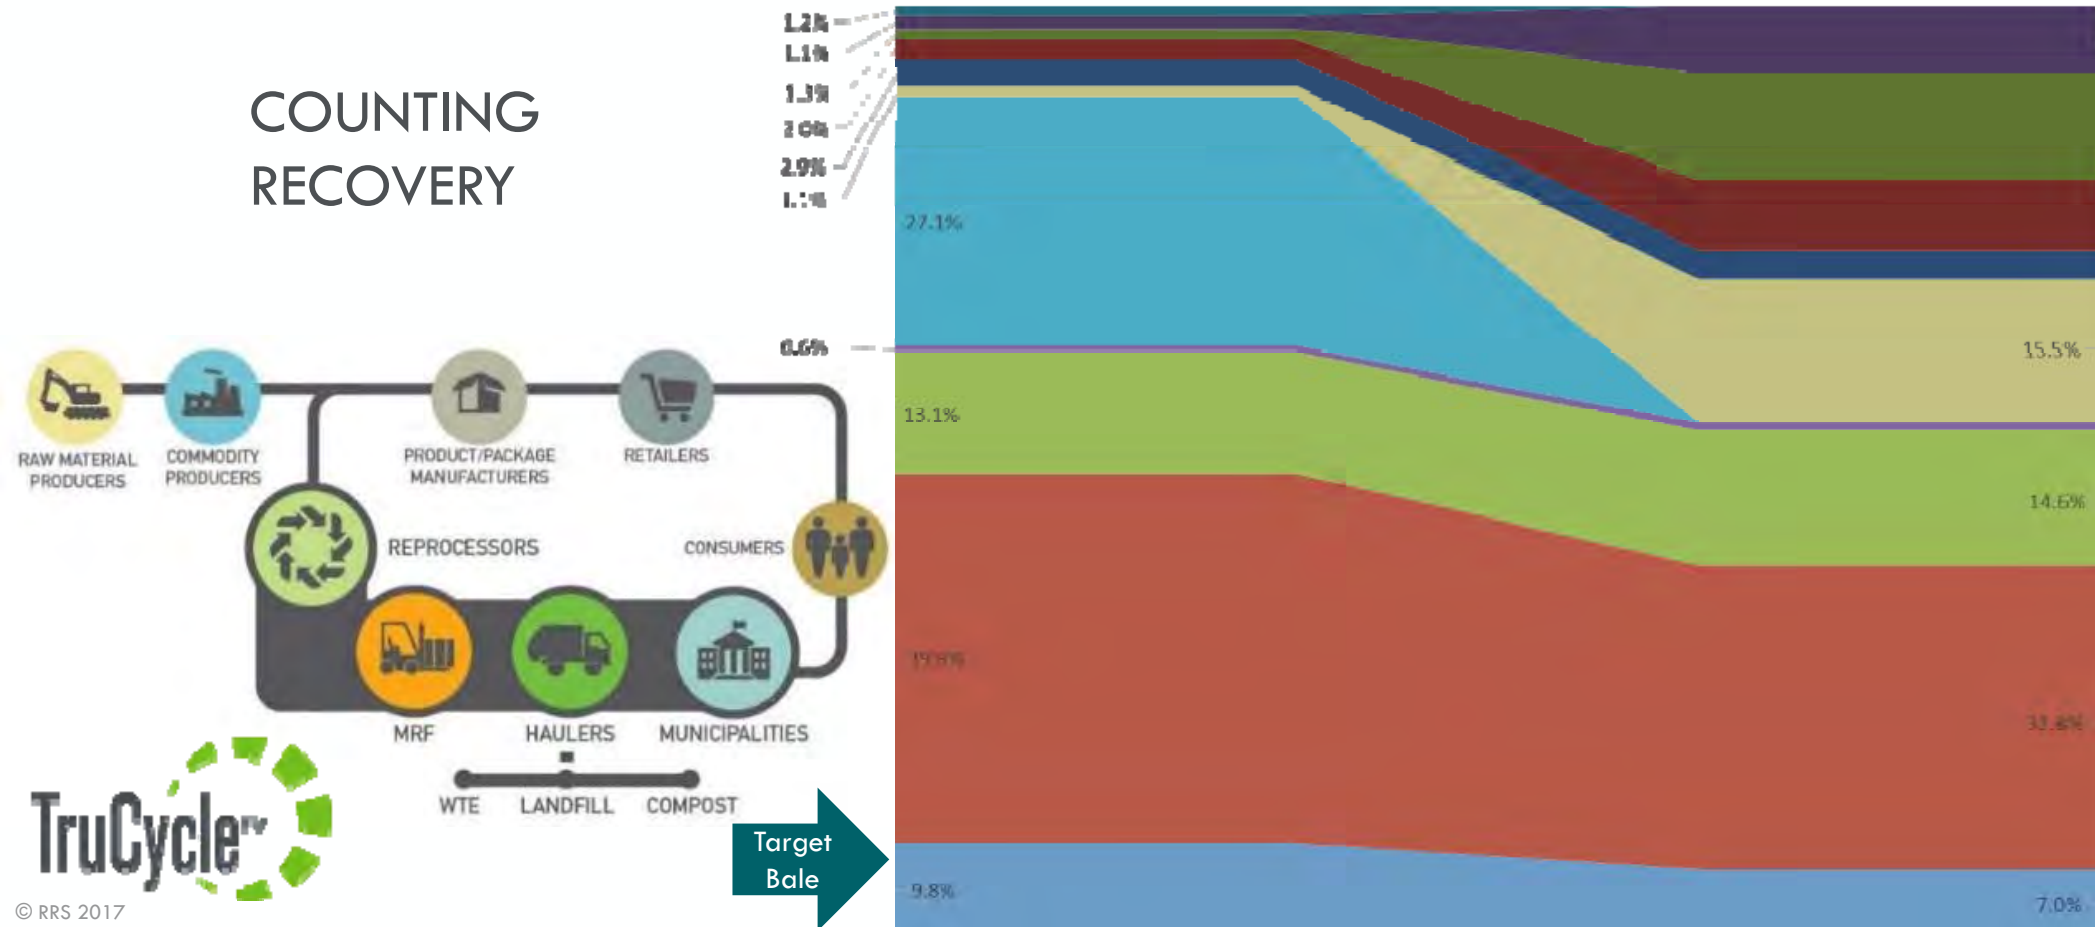 COUNTING
RECOVERY
1.2%
1.1%
1.3%
2.0%
2.9%
27.1%
0.6%
13.1%
9.8%
15.5%
14.6%
7.0%
RAW MATERIAL
PRODUCERS
COMMODITY
PRODUCERS
PRODUCT/PACKAGE
MANUFACTURERS
RETAILERS
REPROCESSORS
CONSUMERS
MRF
HAULERS
MUNICIPALITIES
WTE
LANDFILL
COMPOST
Target
Bale
TruCycle
© RRS 2017